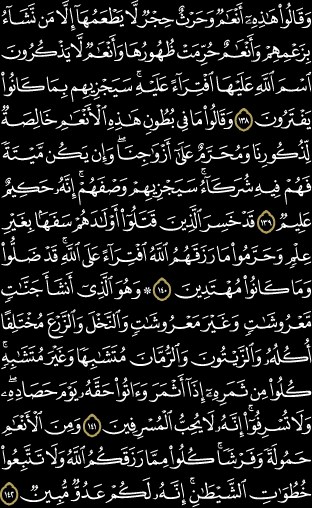 وَقَالُوا۟ هَـٰذِهِۦٓ أَنْعَـٰمٌ وَحَرْثٌ حِجْرٌ لَّا يَطْعَمُهَآ إِلَّا مَن نَّشَآءُ
بِزَعْمِهِمْ وَأَنْعَـٰمٌ حُرِّمَتْ ظُهُورُهَا وَأَنْعَـٰمٌ لَّا يَذْكُرُونَ
ٱسْمَ ٱللَّهِ عَلَيْهَا ٱفْتِرَآءً عَلَيْهِ ۚ سَيَجْزِيهِم بِمَا كَانُوا۟
يَفْتَرُونَ ١٣٨ وَقَالُوا۟ مَا فِى بُطُونِ هَـٰذِهِ ٱلْأَنْعَـٰمِ خَالِصَةٌ
لِّذُكُورِنَا وَمُحَرَّمٌ عَلَىٰٓ أَزْوَٰجِنَا ۖ وَإِن يَكُن مَّيْتَةً
فَهُمْ فِيهِ شُرَكَآءُ ۚ سَيَجْزِيهِمْ وَصْفَهُمْ ۚ إِنَّهُۥ حَكِيمٌ
عَلِيمٌ ١٣٩ قَدْ خَسِرَ ٱلَّذِينَ قَتَلُوٓا۟ أَوْلَـٰدَهُمْ سَفَهًۢا بِغَيْرِ
عِلْمٍ وَحَرَّمُوا۟ مَا رَزَقَهُمُ ٱللَّهُ ٱفْتِرَآءً عَلَى ٱللَّهِ ۚ قَدْ ضَلُّوا۟
وَمَا كَانُوا۟ مُهْتَدِينَ ١٤٠ ۞ وَهُوَ ٱلَّذِىٓ أَنشَأَ جَنَّـٰتٍ
مَّعْرُوشَـٰتٍ وَغَيْرَ مَعْرُوشَـٰتٍ وَٱلنَّخْلَ وَٱلزَّرْعَ مُخْتَلِفًا
أُكُلُهُۥ وَٱلزَّيْتُونَ وَٱلرُّمَّانَ مُتَشَـٰبِهًا وَغَيْرَ مُتَشَـٰبِهٍ ۚ
كُلُوا۟ مِن ثَمَرِهِۦٓ إِذَآ أَثْمَرَ وَءَاتُوا۟ حَقَّهُۥ يَوْمَ حَصَادِهِۦ ۖ
وَلَا تُسْرِفُوٓا۟ ۚ إِنَّهُۥ لَا يُحِبُّ ٱلْمُسْرِفِينَ ١٤١ وَمِنَ ٱلْأَنْعَـٰمِ
حَمُولَةً وَفَرْشًا ۚ كُلُوا۟ مِمَّا رَزَقَكُمُ ٱللَّهُ وَلَا تَتَّبِعُوا۟
خُطُوَٰتِ ٱلشَّيْطَـٰنِ ۚ إِنَّهُۥ لَكُمْ عَدُوٌّ مُّبِينٌ ١٤٢